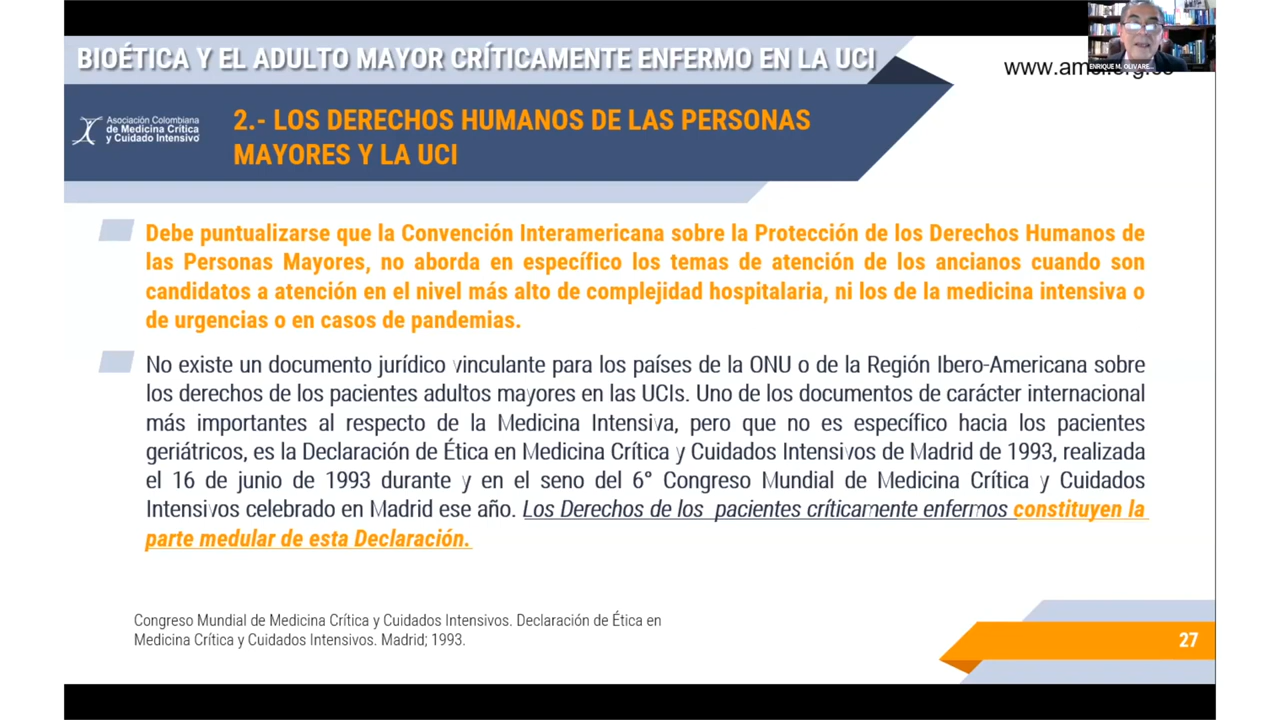 BIOÉTICA Y EL ADULTO MAYOR CRÍTICAMENTE ENFERMO EN LA UCI
ENRIQUE M. OLIVARE...
Asociación Colombiana
de Medicina Crítica
y Cuidado Intensivo
2.- LOS DERECHOS HUMANOS DE LAS PERSONAS
MAYORES Y LA UCI
Debe puntualizarse que la Convención Interamericana sobre la Protección de los Derechos Humanos de
las Personas Mayores, no aborda en específico los temas de atención de los ancianos cuando son
candidatos a atención en el nivel más alto de complejidad hospitalaria, ni los de la medicina intensiva o
de urgencias o en casos de pandemias.
No existe un documento jurídico vinculante para los países de la ONU o de la Región Ibero-Americana sobre
los derechos de los pacientes adultos mayores en las UCIs. Uno de los documentos de carácter internacional
más importantes al respecto de la Medicina Intensiva, pero que no es específico hacia los pacientes
geriátricos, es la Declaración de Ética en Medicina Crítica y Cuidados Intensivos de Madrid de 1993, realizada
el 16 de junio de 1993 durante y en el seno del 6° Congreso Mundial de Medicina Crítica y Cuidados
Intensivos celebrado en Madrid ese año. Los Derechos de los pacientes críticamente enfermos constituyen la
parte medular de esta Declaración.
Congreso Mundial de Medicina Crítica y Cuidados Intensivos. Declaración de Ética en
Medicina Crítica y Cuidados Intensivos. Madrid; 1993.
27